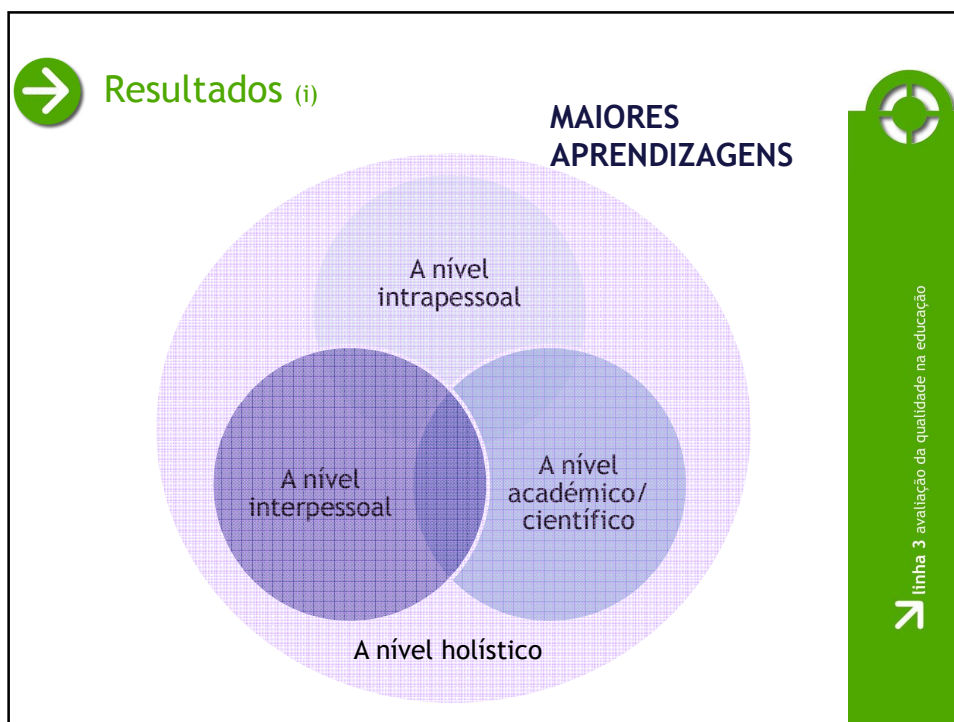 Resultados (i)
MAIORES
APRENDIZAGENS
A nível
intrapessoal
A nível
interpessoal
A nível
académico/
científico
A nível holístico
linha 3 avaliação da qualidade na educação